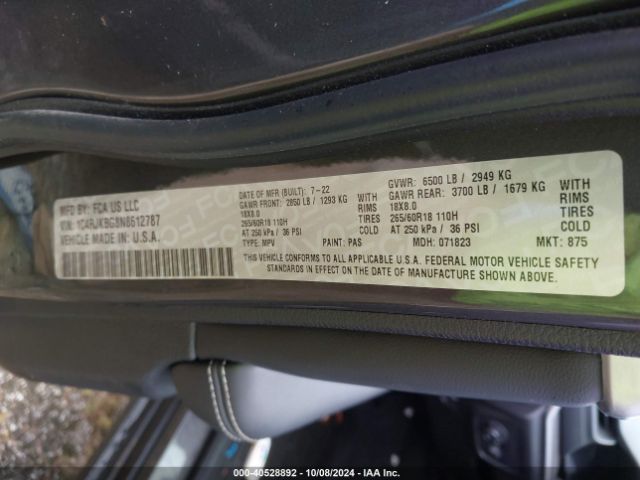 MFD BY: FCA US LLC
VIN: 1C4RJKBG8N8612787
VEHICLE MADE IN U.S.A.
DATE OF MFR (BUILT): 7-22
GAWR FRONT: 2850 LB / 1293 KG
18X8.0 RIMS
265/60R18 110H TIRES
AT 250 kPa / 36 PSI COLD
TYPE: MPV PAINT: PAS
GVWR: 6500 LB / 2949 KG
GAWR REAR: 3700 LB / 1679 KG
18X8.0 RIMS
265/60R18 110H TIRES
AT 250 kPa / 36 PSI COLD
MDH: 071823 MKT: 875
THIS VEHICLE CONFORMS TO ALL APPLICABLE U.S.A. FEDERAL MOTOR VEHICLE SAFETY
STANDARDS IN EFFECT ON THE DATE OF MANUFACTURE SHOWN ABOVE.
000-40528892 - 10/08/2024 - IAA Inc.